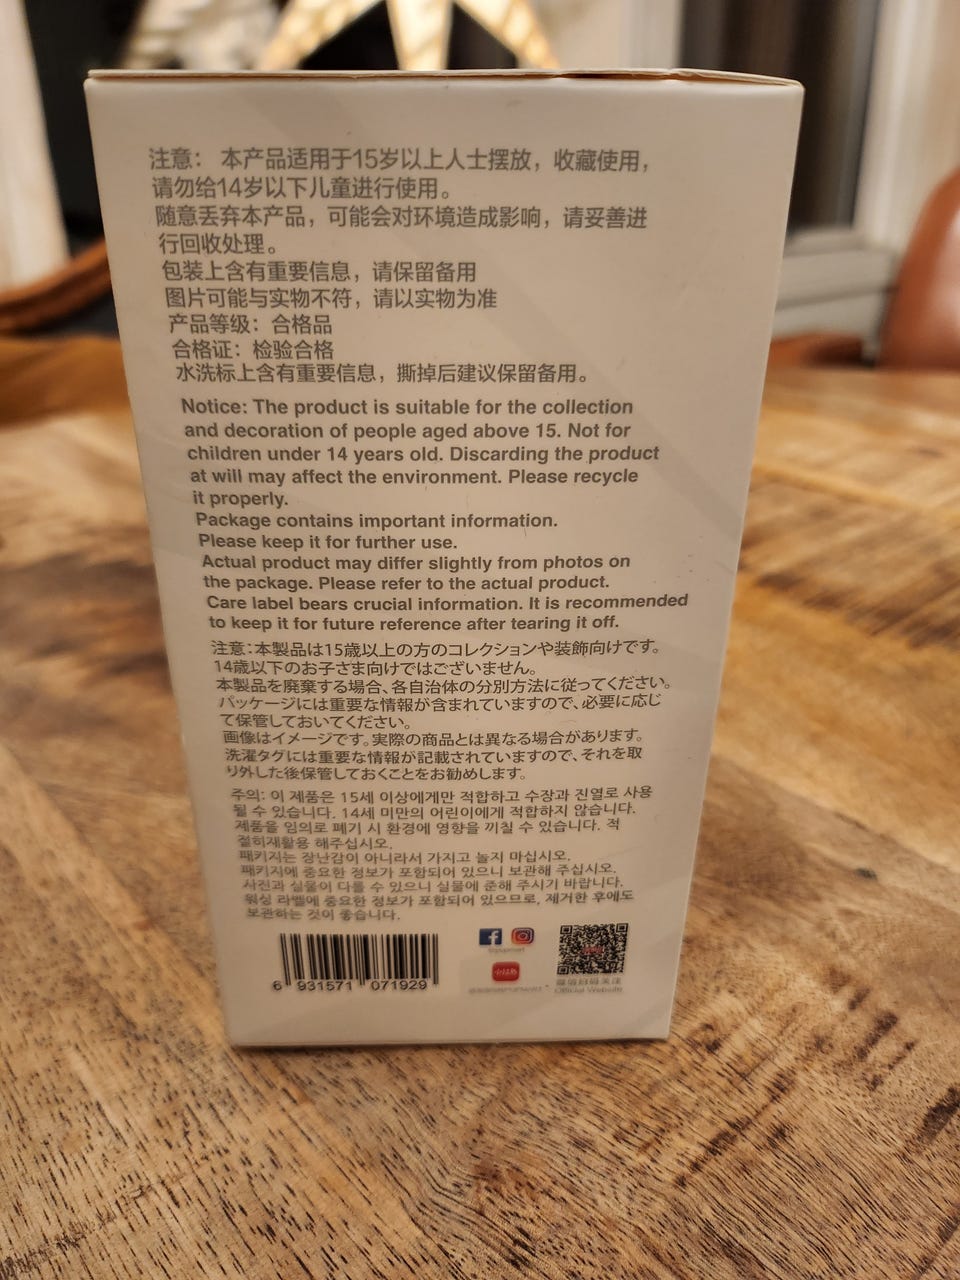 注意： 本产品适用于15岁以上人士摆放，收藏使用，
请勿给14岁以下儿童进行使用。
随意丢弃本产品，可能会对环境造成影响，请妥善进
行回收处理。
包装上含有重要信息，请保留备用
图片可能与实物不符，请以实物为准
产品等级：合格品
合格证：检验合格
水洗标上含有重要信息，撕掉后建议保留备用。
Notice: The product is suitable for the collection
and decoration of people aged above 15. Not for
children under 14 years old. Discarding the product
at will may affect the environment. Please recycle
it properly.
Package contains important information.
Please keep it for further use.
Actual product may differ slightly from photos on
the package. Please refer to the actual product.
Care label bears crucial information. It is recommended
to keep it for future reference after tearing it off.
注意：本製品は15歳以上の方のコレクションや装飾向けです。
14歳以下のお子さま向けではございません。
本製品を廃棄する場合、各自治体の分別方法に従ってください。
パッケージには重要な情報が含まれていますので、必要に応じ
て保管しておいてください。
画像はイメージです。実際の商品とは異なる場合があります。
洗濯タグには重要な情報が記載されていますので、それを取
り外した後保管しておくことをお勧めします。
주의: 이 제품은 15세 이상에게만 적합하고 수장과 진열로 사용
될 수 있습니다. 14세 미만의 어린이에게 적합하지 않습니다.
제품을 임의로 폐기 시 환경에 영향을 끼칠 수 있습니다. 적
절히재활용 해주십시오.
패키지는 장난감이 아니라서 가지고 놀지 마십시오.
패키지에 중요한 정보가 포함되어 있으니 보관해 주십시오.
사진과 실물이 다를 수 있으니 실물에 준해 주시기 바랍니다.
워싱 라벨에 중요한 정보가 포함되어 있으므로, 제거한 후에도
보관하는 것이 좋습니다.
6 931571 071929
小红书
Official Website